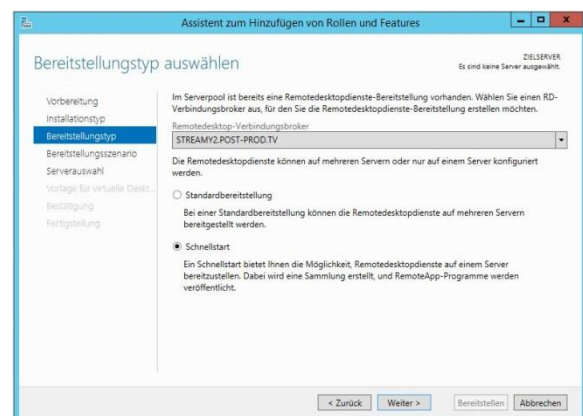 Assistent zum Hinzufügen von Rollen und Features
Bereitstellungstyp auswählen
ZIELSERVER
Es sind keine Server ausgewählt.
Vorbereitung
Installationstyp
Bereitstellungstyp
Bereitstellungsszenario
Serverauswahl
Vorlage für virtuelle Deskt...
Bestätigung
Fertigstellung
Im Serverpool ist bereits eine Remotedesktopdienste-Bereitstellung vorhanden. Wählen Sie einen RD-
Verbindungsbroker aus, für den Sie die Remotedesktop-Bereitstellung erstellen möchten.
Remotedesktop-Verbindungsbroker
STREAMY2.POST-PROD.TV
Die Remotedesktopdienste können auf mehreren Servern oder nur auf einem Server konfiguriert
werden.
Standardbereitstellung
Bei einer Standardbereitstellung können die Remotedesktopdienste auf mehreren Servern
bereitgestellt werden.
Schnellstart
Ein Schnellstart bietet Ihnen die Möglichkeit, Remotedesktopdienste auf einem Server
bereitzustellen. Dabei wird eine Sammlung erstellt, und RemoteApp-Programme werden
veröffentlicht.
< Zurück
Weiter >
Bereitstellen
Abbrechen